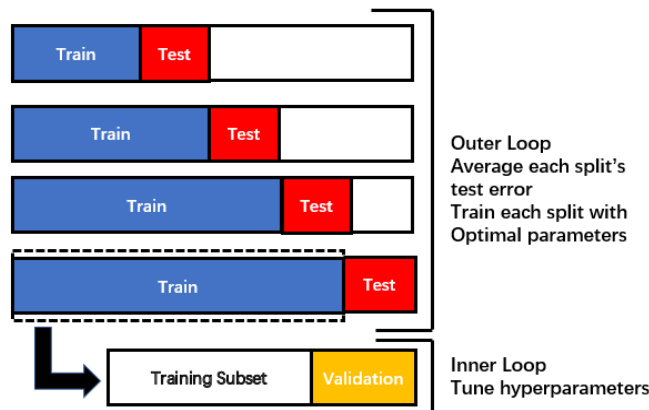 Train Test
Train Test
Train Test
Train Test
Outer Loop
Average each split's
test error
Train each split with
Optimal parameters
Training Subset Validation
Inner Loop
Tune hyperparameters